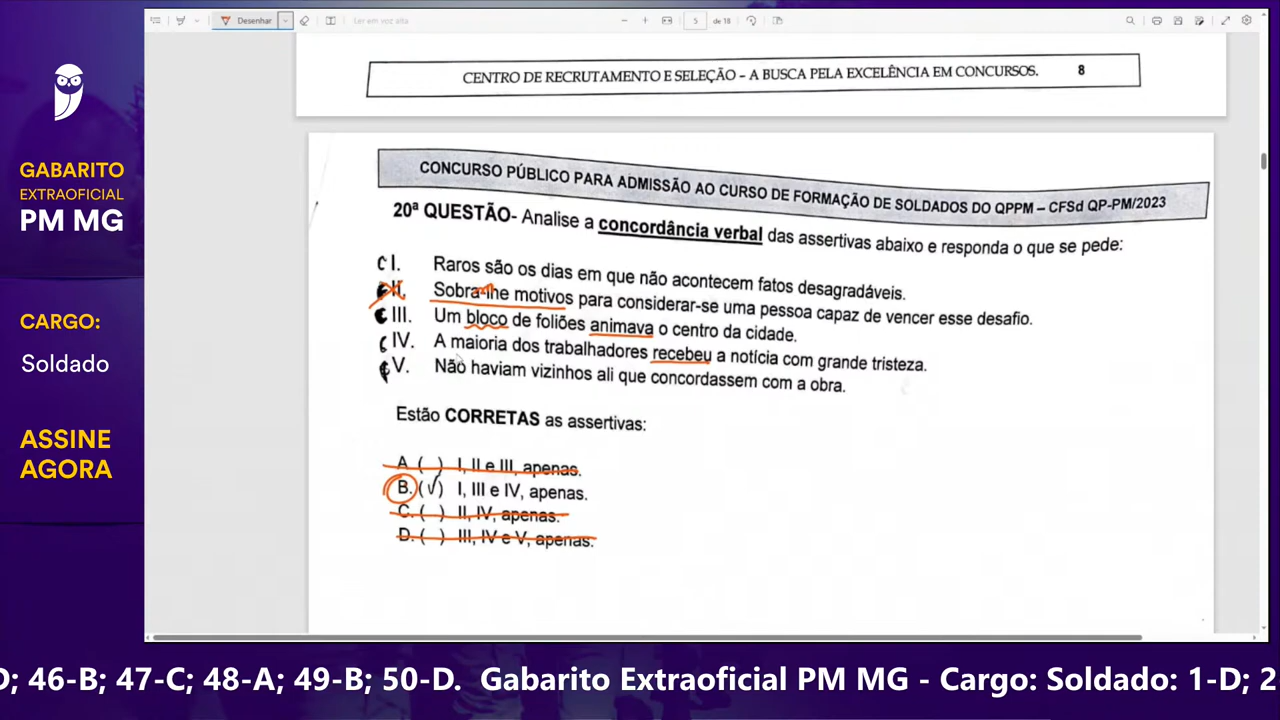 Desenhar
Ler em voz alta
5
de 18
CENTRO DE RECRUTAMENTO E SELEÇÃO – A BUSCA PELA EXCELÊNCIA EM CONCURSOS.
8
GABARITO
EXTRAOFICIAL
PM MG
CARGO:
Soldado
ASSINE
AGORA
CONCURSO PÚBLICO PARA ADMISSÃO AO CURSO DE FORMAÇÃO DE SOLDADOS DO QPPM – CFSd QP-PM/2023
20ª QUESTÃO- Analise a concordância verbal das assertivas abaixo e responda o que se pede:
C I. Raros são os dias em que não acontecem fatos desagradáveis.
II. Sobra-lhe motivos para considerar-se uma pessoa capaz de vencer esse desafio.
C III. Um bloco de foliões animava o centro da cidade.
C IV. A maioria dos trabalhadores recebeu a notícia com grande tristeza.
V. Não haviam vizinhos ali que concordassem com a obra.
Estão CORRETAS as assertivas:
A ( ) I, II e III, apenas.
B. (√) I, III e IV, apenas.
C. ( ) II, IV, apenas.
D. ( ) III, IV e V, apenas.
D; 46-B; 47-C; 48-A; 49-B; 50-D. Gabarito Extraoficial PM MG - Cargo: Soldado: 1-D; 2